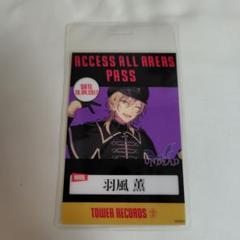 ACCESS ALL AREAS
PASS
DATE
UNDEAD
NAME
羽風 薫
TOWER RECORDS